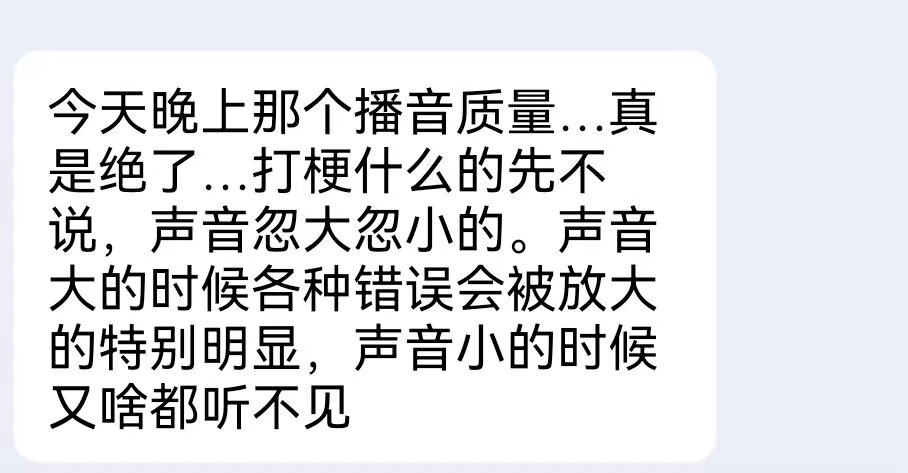 今天晚上那个播音质量…真
是绝了…打梗什么的先不
说，声音忽大忽小的。声音
大的时候各种错误会被放大
的特别明显，声音小的时候
又啥都听不见